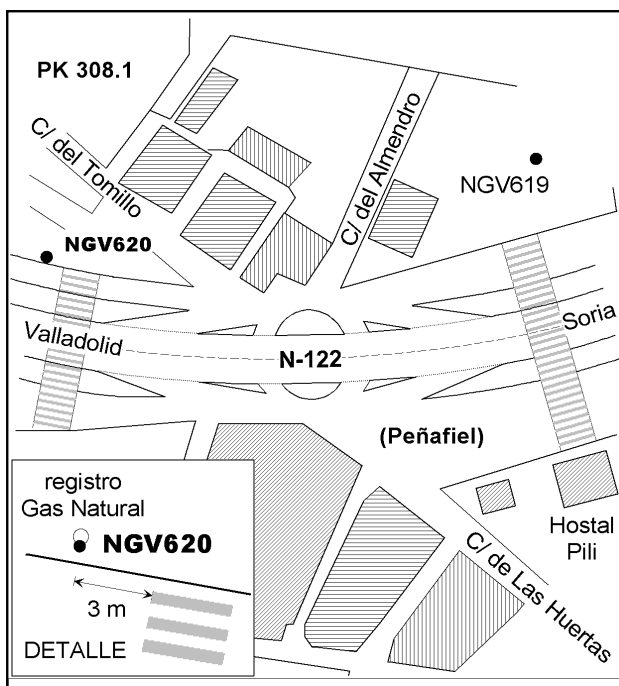 PK 308.1
C/ del Tomillo
C/ del Almendro
NGV619
NGV620
Valladolid
Soria
N-122
(Peñafiel)
registro
Gas Natural
NGV620
3 m
DETALLE
Hostal
Pili
C/ de Las Huertas